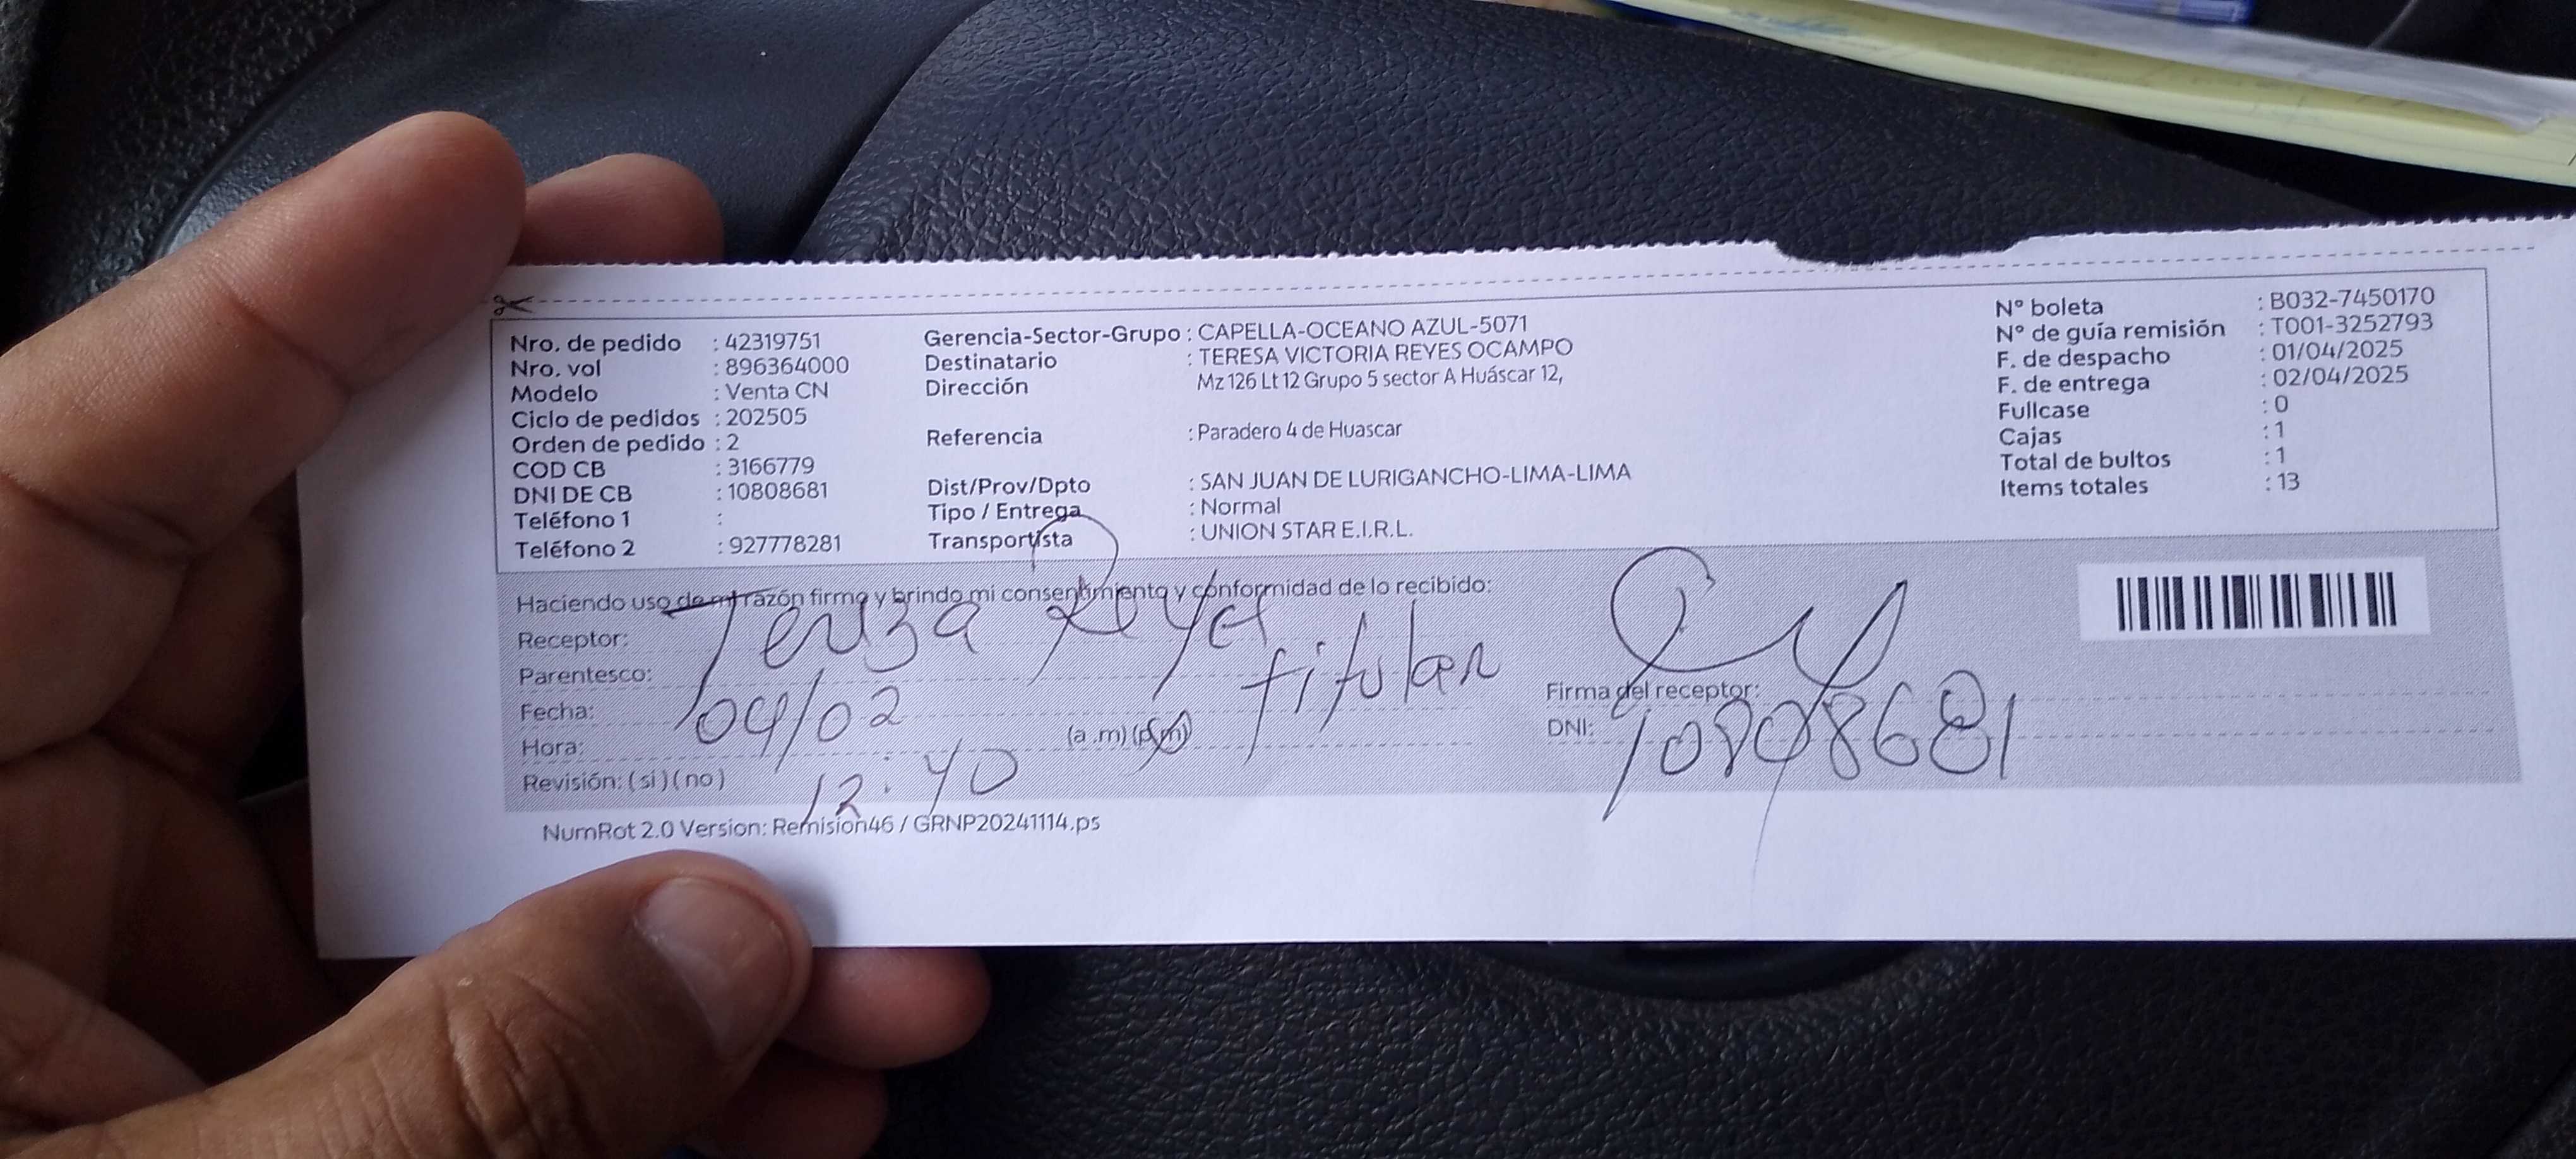 Nro. de pedido : 42319751
Nro. vol : 896364000
Modelo : Venta CN
Ciclo de pedidos : 202505
Orden de pedido : 2
COD CB : 3166779
DNI DE CB : 10808681
Teléfono 1 :
Teléfono 2 : 927778281
Gerencia-Sector-Grupo : CAPELLA-OCEANO AZUL-5071
Destinatario : TERESA VICTORIA REYES OCAMPO
Dirección Mz 126 Lt 12 Grupo 5 sector A Huáscar 12,
Referencia : Paradero 4 de Huascar
Dist/Prov/Dpto : SAN JUAN DE LURIGANCHO-LIMA-LIMA
Tipo / Entrega : Normal
Transportista : UNION STAR E.I.R.L.
N° boleta : B032-7450170
N° de guía remisión : T001-3252793
F. de despacho : 01/04/2025
F. de entrega : 02/04/2025
Fullcase : 0
Cajas : 1
Total de bultos : 1
Items totales : 13
Haciendo uso de mi razón firmo y brindo mi consentimiento y conformidad de lo recibido:
Receptor: Reyes
Parentesco: titular
Fecha: 04/02
Hora: 12:40 (a .m) (p.m)
Revisión: (si) (no)
Firma del receptor:
DNI: 10808681
NumRot 2.0 Version: Remision46 / GRNP20241114.ps